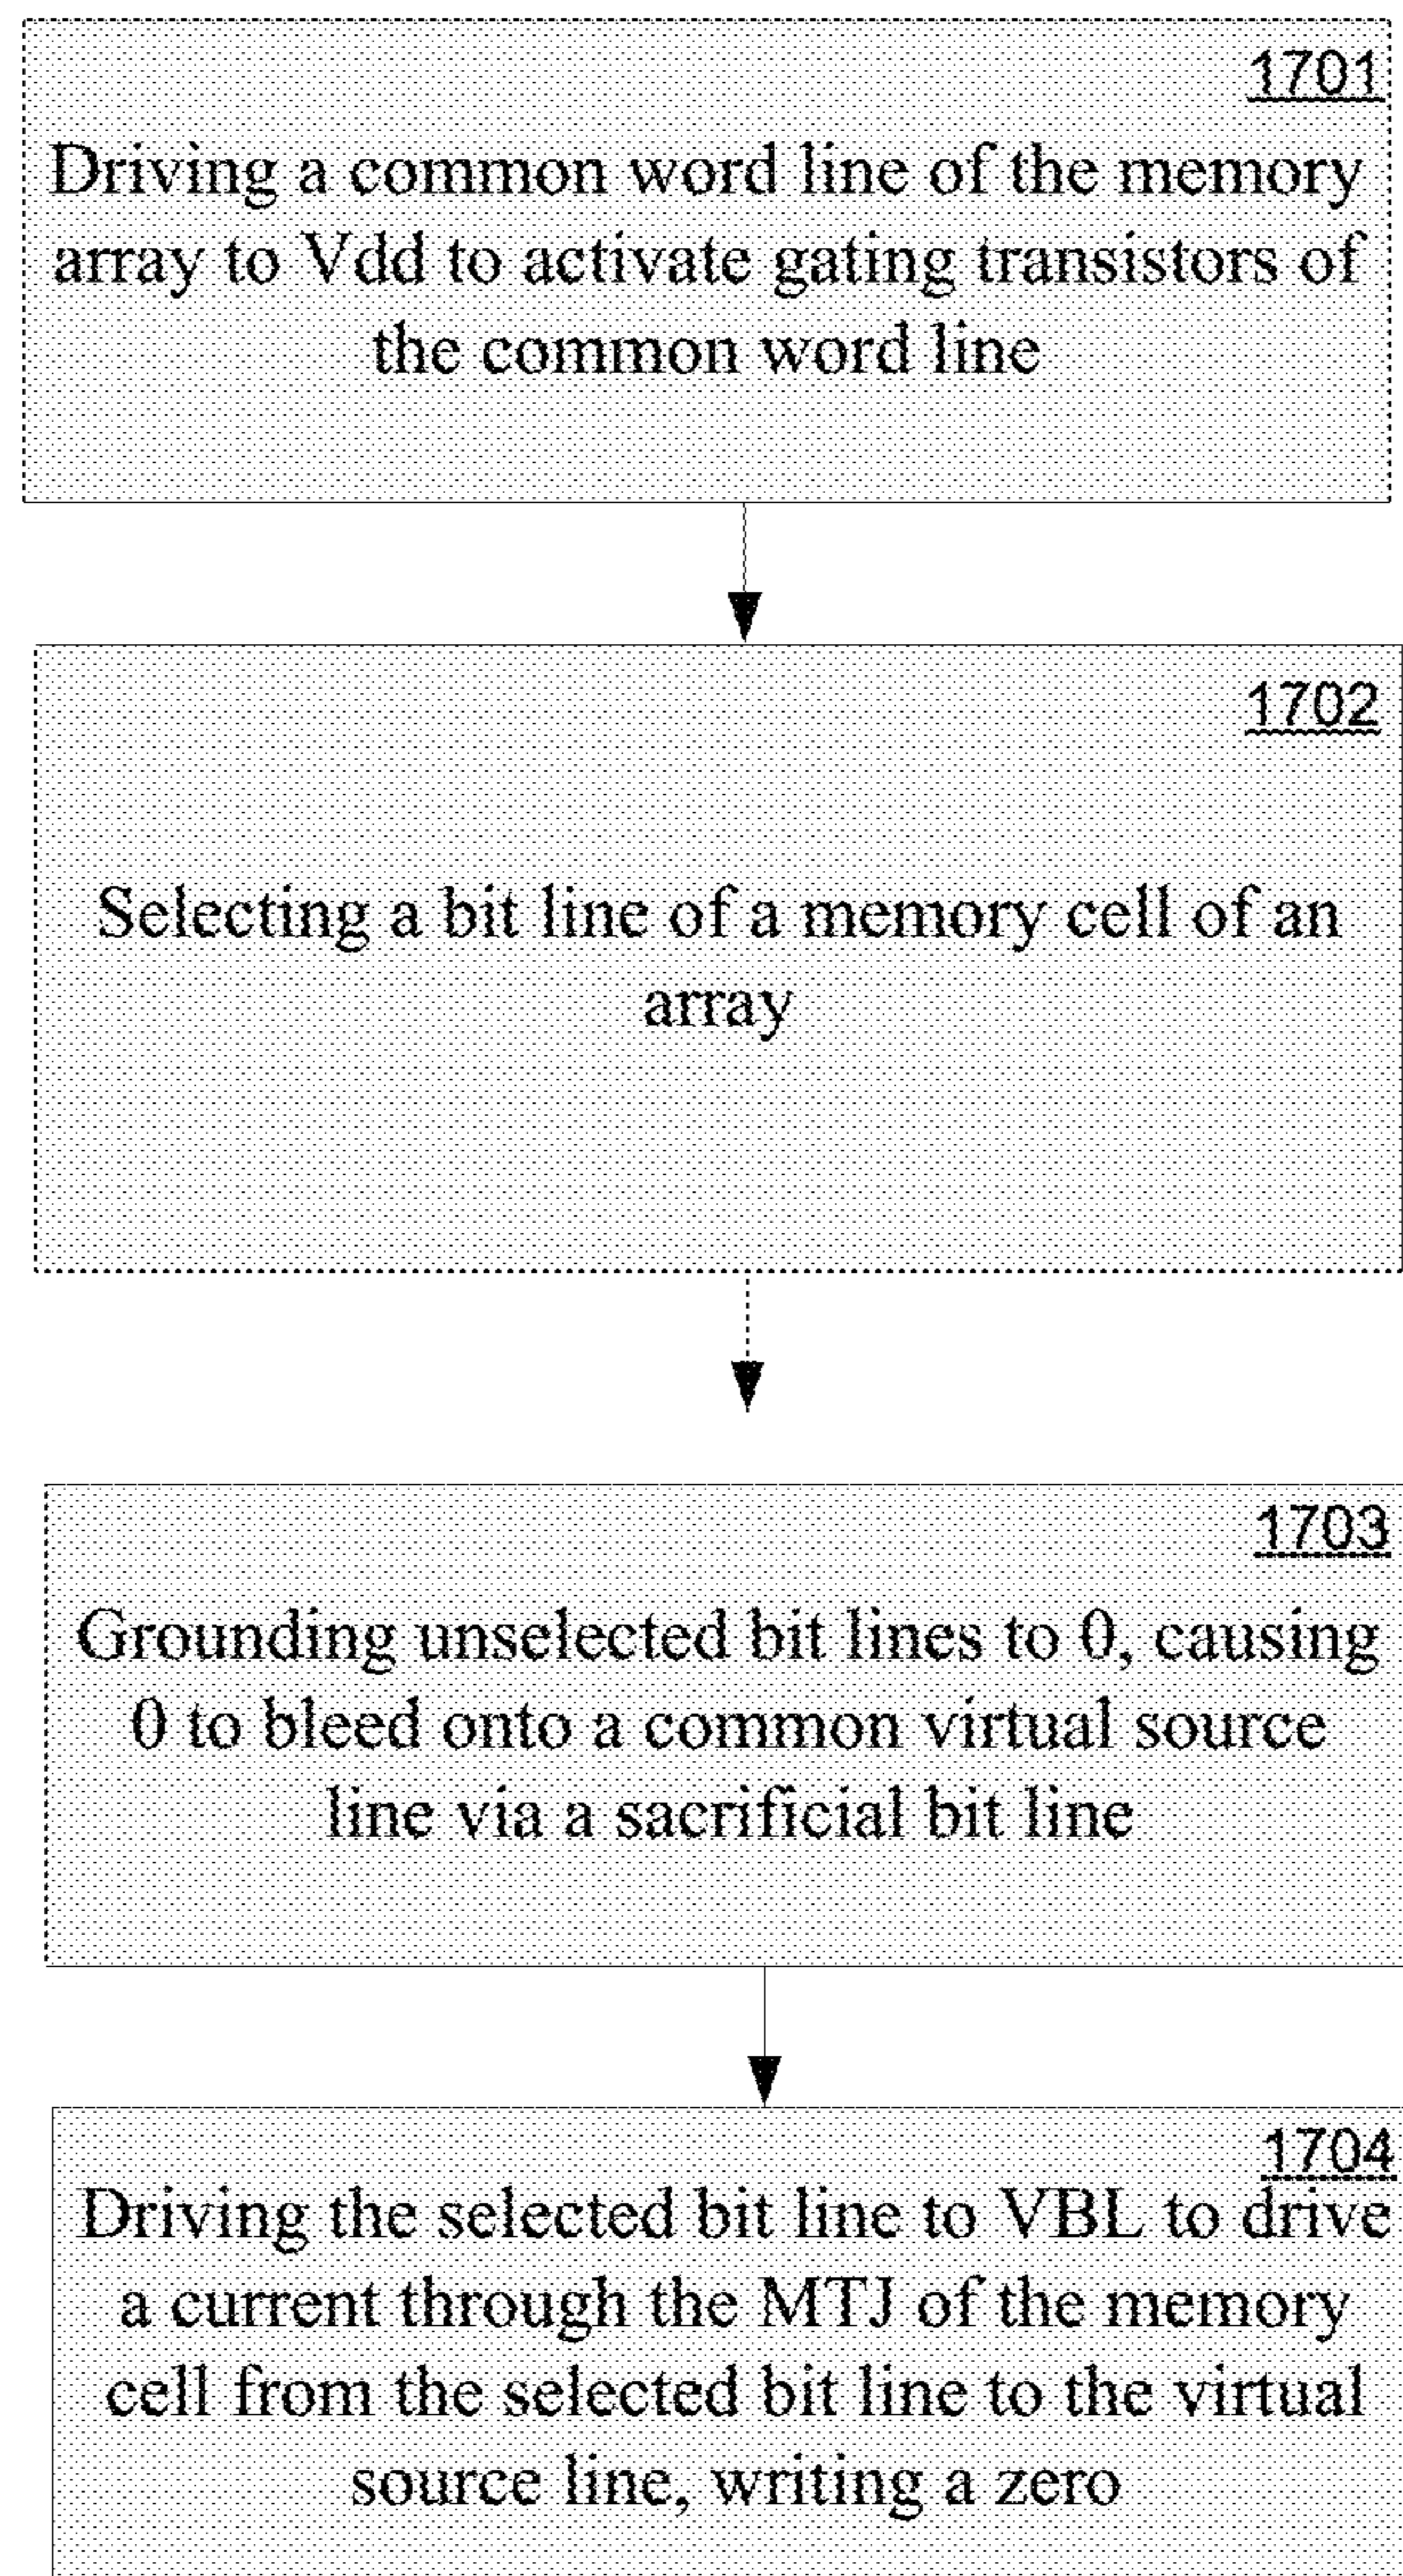 1701
Driving a common word line of the memory
array to Vdd to activate gating transistors of
the common word line
1702
Selecting a bit line of a memory cell of an
array
1703
Grounding unselected bit lines to 0, causing
0 to bleed onto a common virtual source
line via a sacrificial bit line
1704
Driving the selected bit line to VBL to drive
a current through the MTJ of the memory
cell from the selected bit line to the virtual
source line, writing a zero